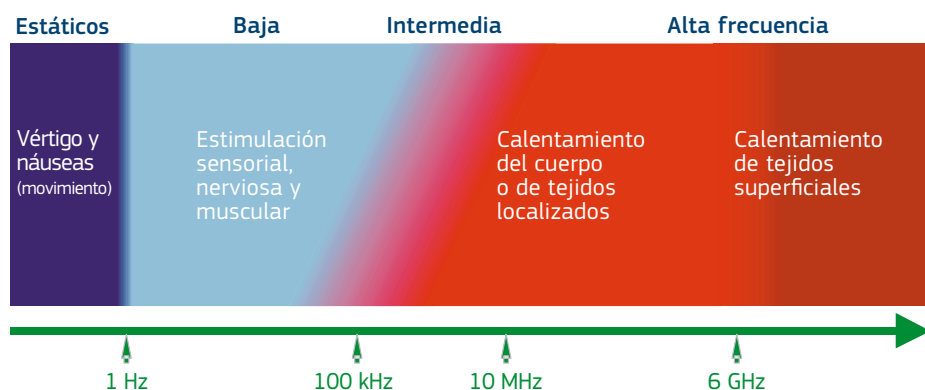 Estáticos
Baja
Intermedia
Alta frecuencia
Vértigo y
náuseas
(movimiento)
Estimulación
sensorial,
nerviosa y
muscular
Calentamiento
del cuerpo
o de tejidos
localizados
Calentamiento
de tejidos
superficiales
1 Hz
100 kHz
10 MHz
6 GHz